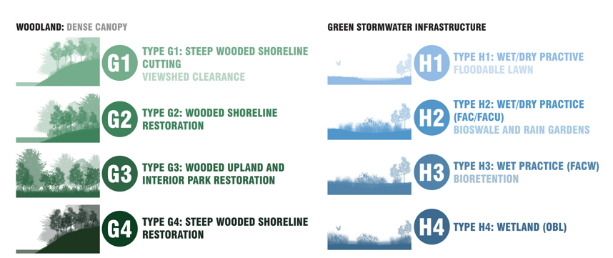 WOODLAND: DENSE CANOPY
G1
TYPE G1: STEEP WOODED SHORELINE
CUTTING
VIEWSHED CLEARANCE
G2
TYPE G2: WOODED SHORELINE
RESTORATION
G3
TYPE G3: WOODED UPLAND AND
INTERIOR PARK RESTORATION
G4
TYPE G4: STEEP WOODED SHORELINE
RESTORATION
GREEN STORMWATER INFRASTRUCTURE
H1
TYPE H1: WET/DRY PRACTIVE
FLOODABLE LAWN
H2
TYPE H2: WET/DRY PRACTICE
(FAC/FACU)
BIOSWALE AND RAIN GARDENS
H3
TYPE H3: WET PRACTICE (FACW)
BIORETENTION
H4
TYPE H4: WETLAND (OBL)